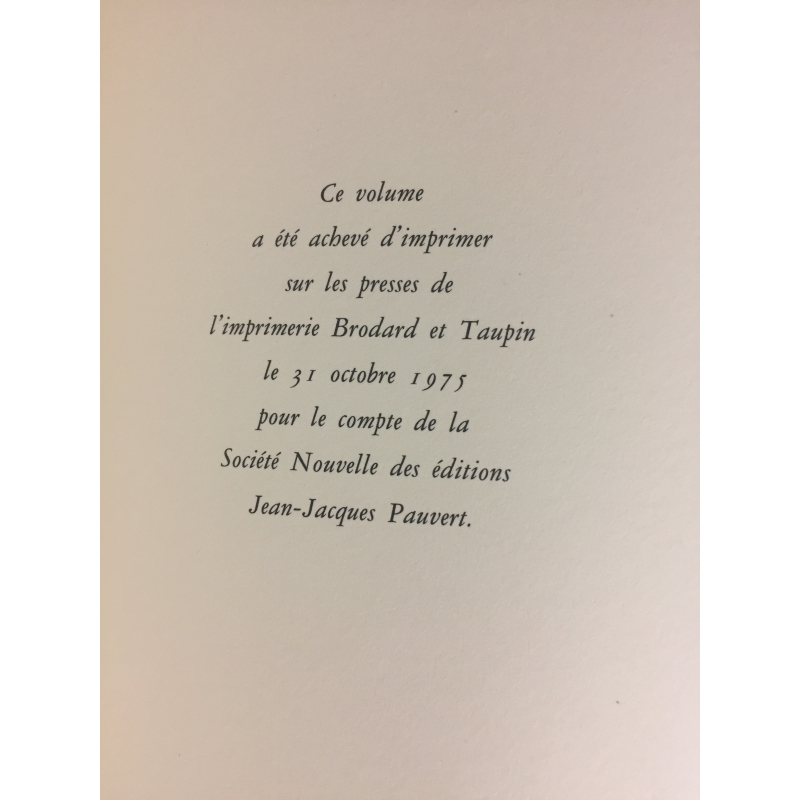 Ce volume
a été achevé d'imprimer
sur les presses de
l'imprimerie Brodard et Taupin
le 31 octobre 1975
pour le compte de la
Société Nouvelle des éditions
Jean-Jacques Pauvert.